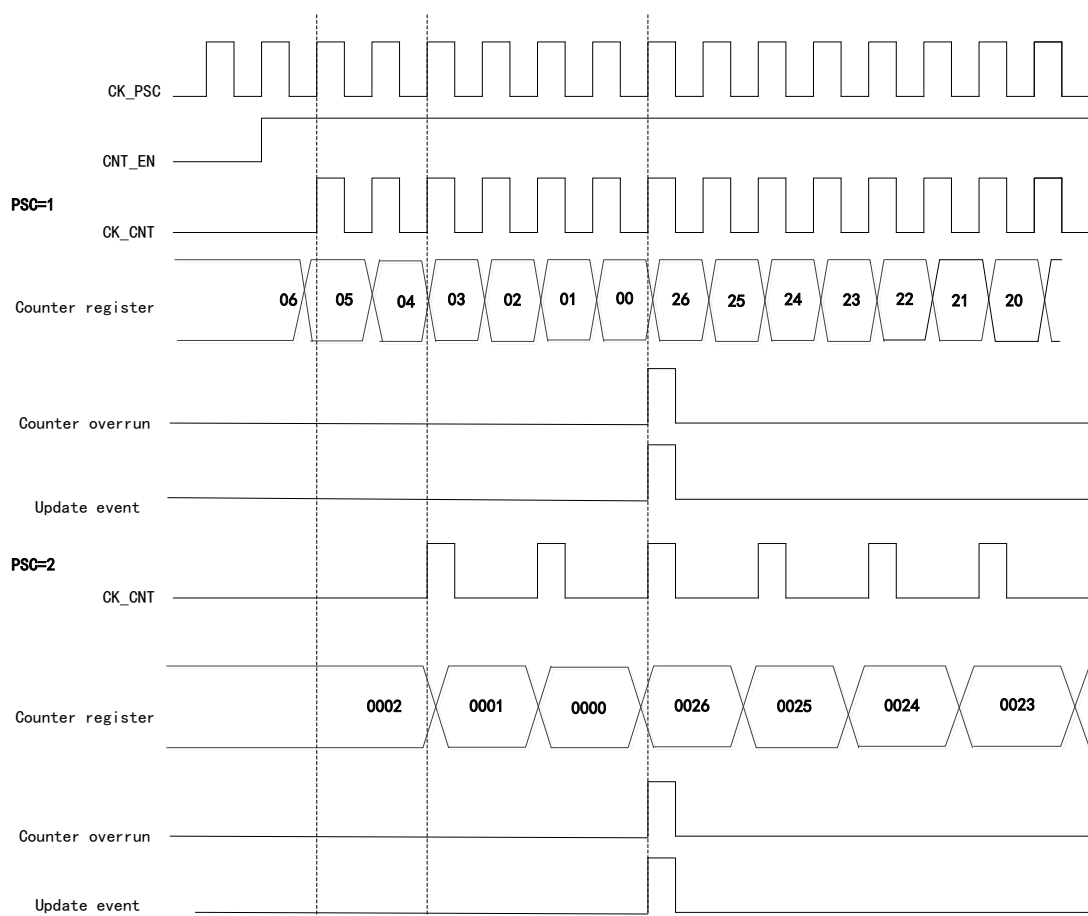 CK_PSC
CNT_EN
PSC=1
CK_CNT
Counter register 06 05 04 03 02 01 00 26 25 24 23 22 21 20
Counter overrun
Update event
PSC=2
CK_CNT
Counter register 0002 0001 0000 0026 0025 0024 0023
Counter overrun
Update event